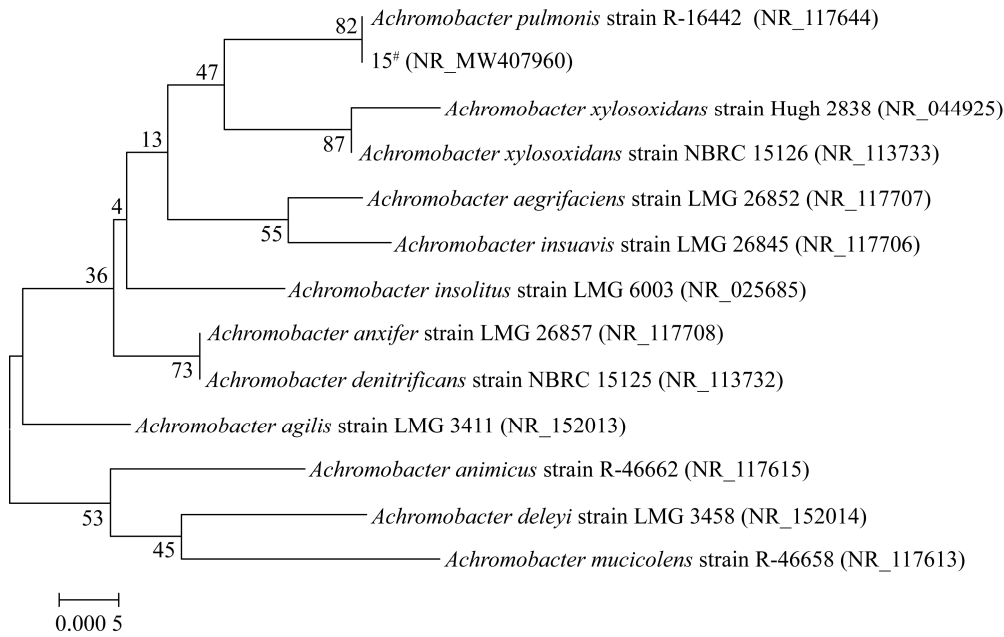 82
Achromobacter pulmonis strain R-16442 (NR_117644)
15# (NR_MW407960)
47
Achromobacter xylosoxidans strain Hugh 2838 (NR_044925)
13
87
Achromobacter xylosoxidans strain NBRC 15126 (NR_113733)
Achromobacter aegrifaciens strain LMG 26852 (NR_117707)
4
55
Achromobacter insuavis strain LMG 26845 (NR_117706)
36
Achromobacter insolitus strain LMG 6003 (NR_025685)
Achromobacter anxifer strain LMG 26857 (NR_117708)
73
Achromobacter denitrificans strain NBRC 15125 (NR_113732)
Achromobacter agilis strain LMG 3411 (NR_152013)
Achromobacter animicus strain R-46662 (NR_117615)
53
Achromobacter deleyi strain LMG 3458 (NR_152014)
45
Achromobacter mucicolens strain R-46658 (NR_117613)
0.000 5